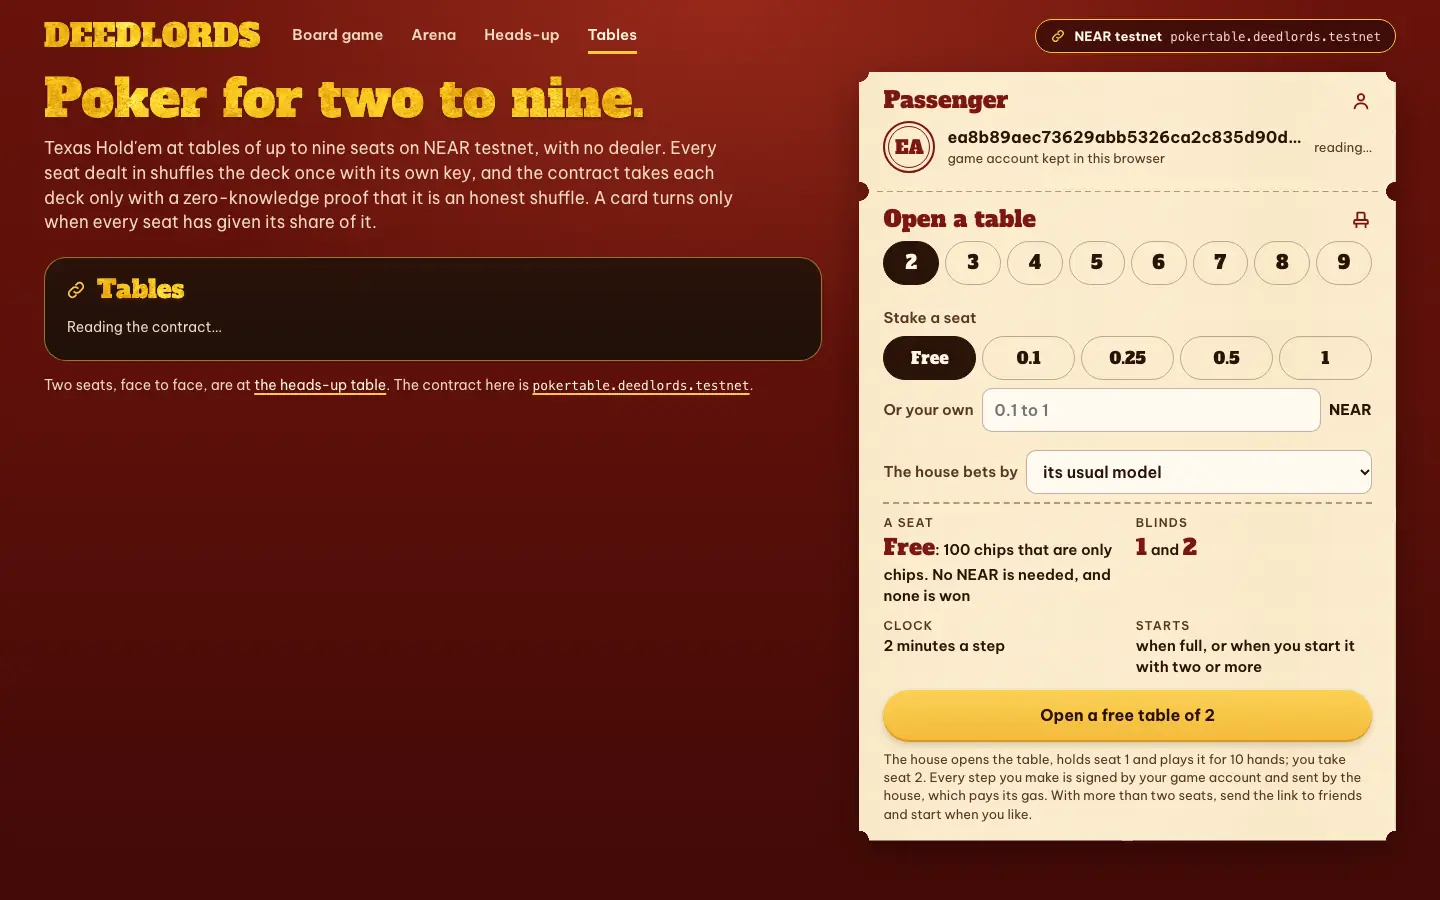 DEEDLORDS
Board game
Arena
Heads-up
Tables
NEAR testnet pokertable.deedlords.testnet
Poker for two to nine.
Texas Hold'em at tables of up to nine seats on NEAR testnet, with no dealer. Every
seat dealt in shuffles the deck once with its own key, and the contract takes each
deck only with a zero-knowledge proof that it is an honest shuffle. A card turns only
when every seat has given its share of it.
Tables
Reading the contract…
Two seats, face to face, are at the heads-up table. The contract here is pokertable.deedlords.testnet.
Passenger
EA
ea8b89aec73629abb5326ca2c835d90d…
game account kept in this browser
reading…
Open a table
2
3
4
5
6
7
8
9
Stake a seat
Free
0.1
0.25
0.5
1
Or your own
0.1 to 1
NEAR
The house bets by
its usual model
A SEAT
Free: 100 chips that are only
chips. No NEAR is needed, and
none is won
BLINDS
1 and 2
CLOCK
2 minutes a step
STARTS
when full, or when you start it
with two or more
Open a free table of 2
The house opens the table, holds seat 1 and plays it for 10 hands; you take
seat 2. Every step you make is signed by your game account and sent by the
house, which pays its gas. With more than two seats, send the link to friends
and start when you like.